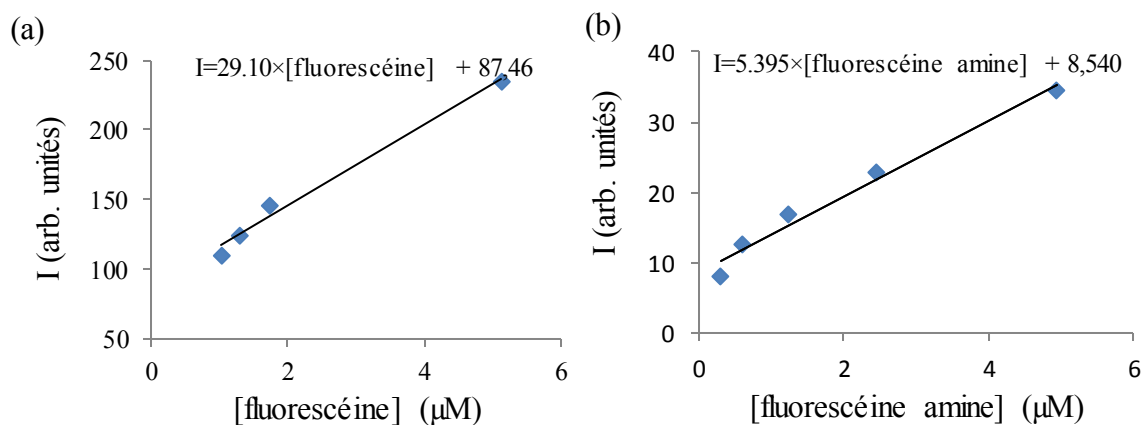 (a)
I=29.10×[fluorescéine] + 87,46
I (arb. unités)
250
200
150
100
50
0 2 4 6
[fluorescéine] (μM)
(b)
I=5.395×[fluorescéine amine] + 8,540
I (arb. unités)
40
30
20
10
0
0 2 4 6
[fluorescéine amine] (μM)